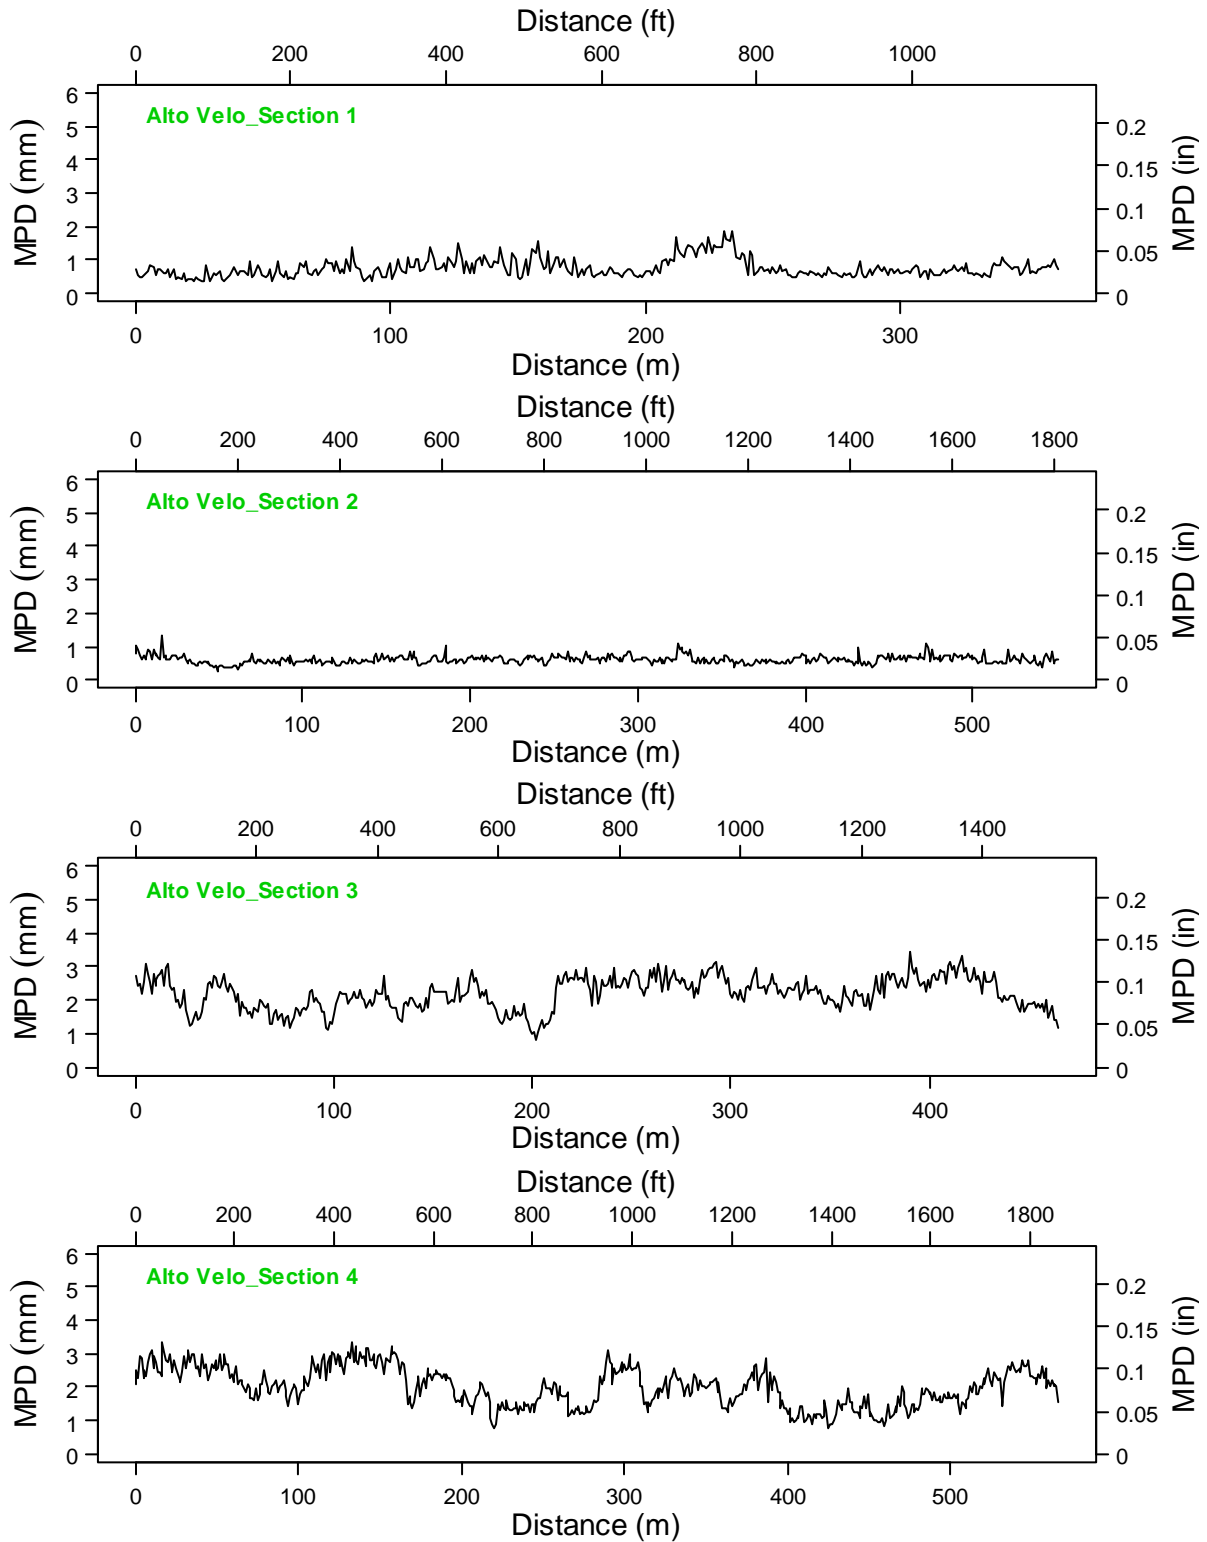 Distance (ft)
0 200 400 600 800 1000
Alto Velo_Section 1
MPD (mm)
6
5
4
3
2
1
0
MPD (in)
0.2
0.15
0.1
0.05
0
0 100 200 300
Distance (m)
Distance (ft)
0 200 400 600 800 1000 1200 1400 1600 1800
Alto Velo_Section 2
MPD (mm)
6
5
4
3
2
1
0
MPD (in)
0.2
0.15
0.1
0.05
0
0 100 200 300 400 500
Distance (m)
Distance (ft)
0 200 400 600 800 1000 1200 1400
Alto Velo_Section 3
MPD (mm)
6
5
4
3
2
1
0
MPD (in)
0.2
0.15
0.1
0.05
0
0 100 200 300 400
Distance (m)
Distance (ft)
0 200 400 600 800 1000 1200 1400 1600 1800
Alto Velo_Section 4
MPD (mm)
6
5
4
3
2
1
0
MPD (in)
0.2
0.15
0.1
0.05
0
0 100 200 300 400 500
Distance (m)